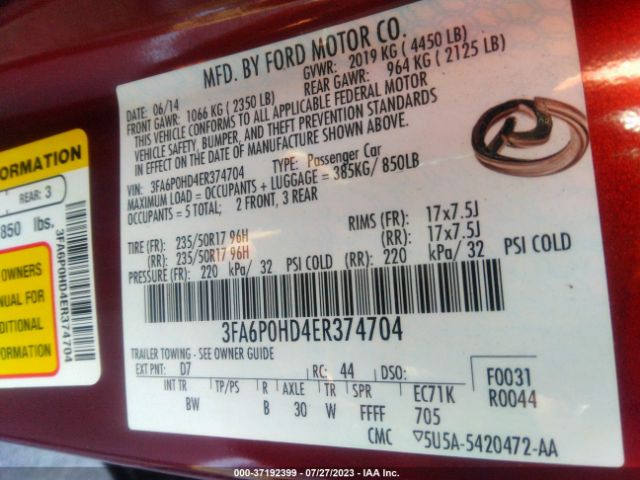 MFD. BY FORD MOTOR CO.
DATE: 06/14
GVWR: 2019 KG ( 4450 LB)
FRONT GAWR: 1066 KG ( 2350 LB)
REAR GAWR: 964 KG ( 2125 LB)
THIS VEHICLE CONFORMS TO ALL APPLICABLE FEDERAL MOTOR
VEHICLE SAFETY, BUMPER, AND THEFT PREVENTION STANDARDS
IN EFFECT ON THE DATE OF MANUFACTURE SHOWN ABOVE.
VIN: 3FA6P0HD4ER374704
TYPE: Passenger Car
MAXIMUM LOAD = OCCUPANTS + LUGGAGE = 385KG/ 850LB
OCCUPANTS = 5 TOTAL; 2 FRONT, 3 REAR
TIRE (FR): 235/50R17 96H
RIMS (FR): 17x7.5J
(RR): 235/50R17 96H
(RR): 17x7.5J
PRESSURE (FR): 220 kPa/ 32 PSI COLD
(RR): 220 kPa/ 32 PSI COLD
3FA6P0HD4ER374704
TRAILER TOWING - SEE OWNER GUIDE
EXT PNT: D7 RC: 44 DSO:
F0031
R0044
INT TR TP/PS R AXLE TR SPR EC71K
BW B 30 W FFFF 705
CMC ▽5U5A-5420472-AA
FORMATION
REAR: 3
850 lbs.
OWNERS
NUAL FOR
DITIONAL
FORMATION
3FA6P0HD4ER374704
000-37192399 - 07/27/2023 - IAA Inc.